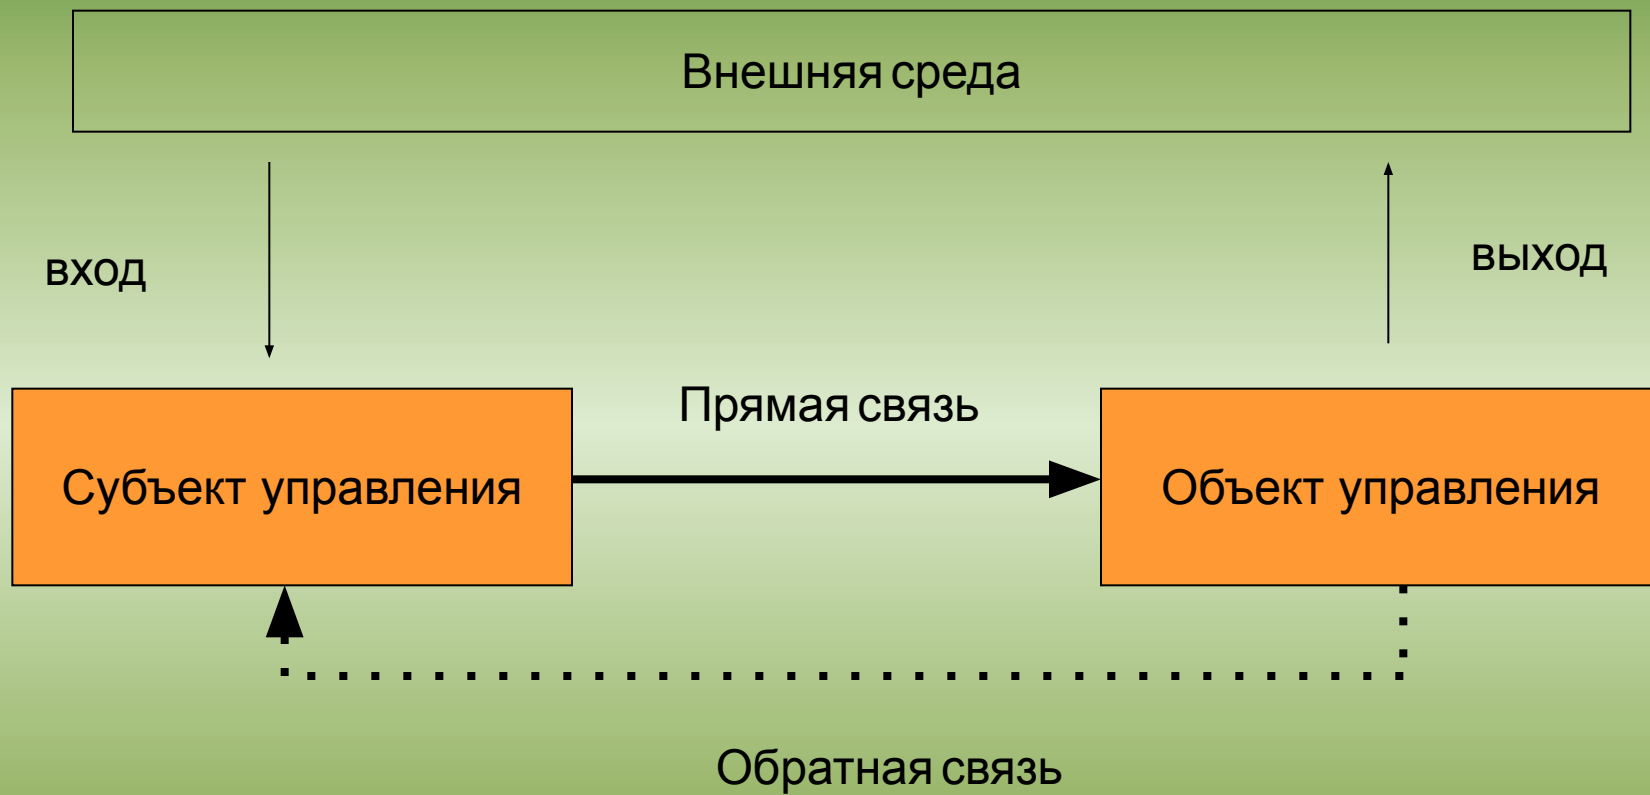 Внешняя среда
вход
выход
Прямая связь
Субъект управления
Объект управления
Обратная связь